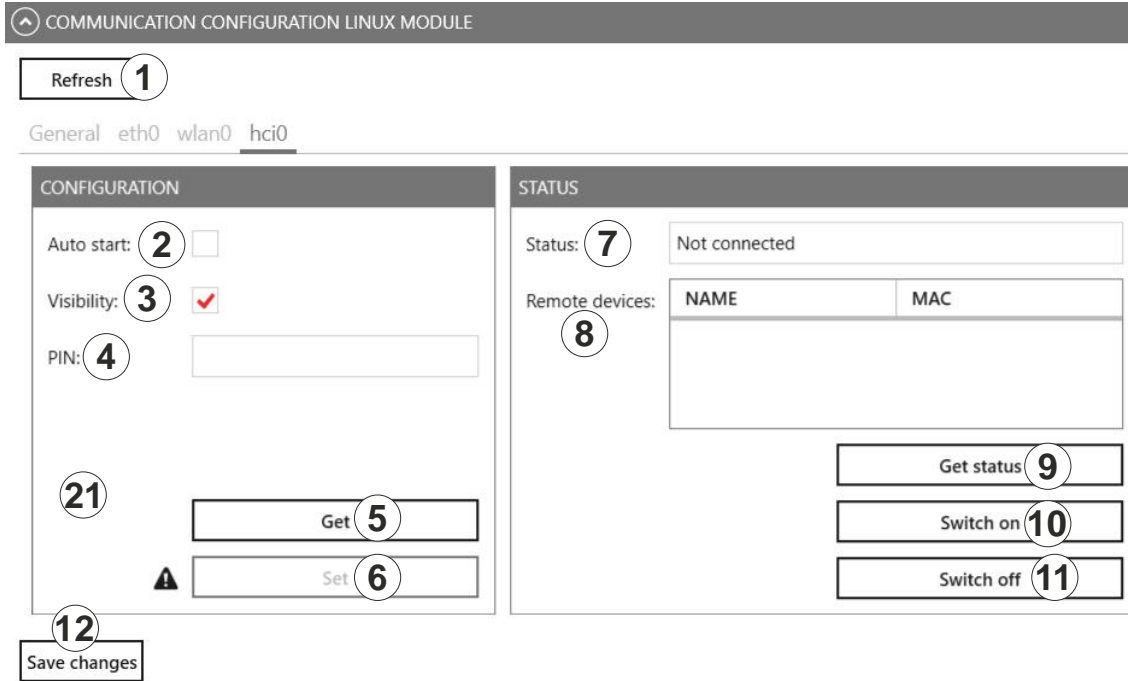 COMMUNICATION CONFIGURATION LINUX MODULE
Refresh 1
General eth0 wlan0 hci0
CONFIGURATION
Auto start: 2
Visibility: 3
PIN: 4
21
Get 5
Set 6
STATUS
Status: 7 Not connected
Remote devices: NAME MAC
8
Get status 9
Switch on 10
Switch off 11
12
Save changes